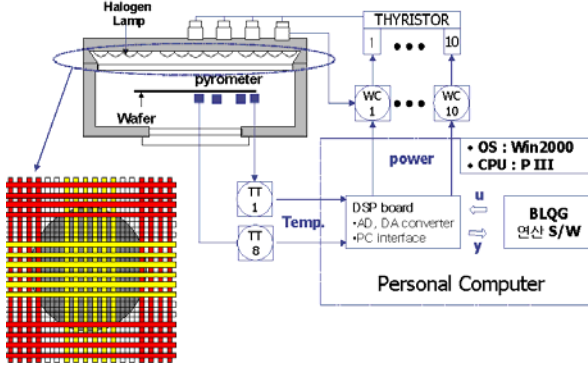 Halogen
Lamp
THYRISTOR
1
10
pyrometer
Wafer
WC
1
WC
10
power
• OS : Win2000
• CPU : P III
TT
1
Temp.
TT
8
DSP board
•AD, DA converter
•PC interface
u
y
BLQG
연산 S/W
Personal Computer